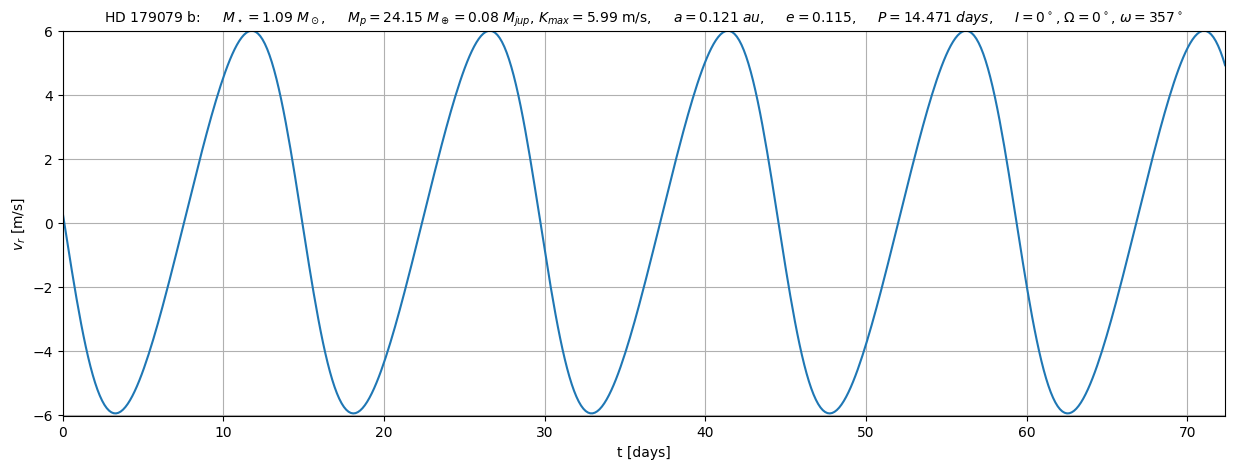 HD 179079 b: M⋆ = 1.09 M⊙, Mp = 24.15 M⊕ = 0.08 Mjup, Kmax = 5.99 m/s, a = 0.121 au, e = 0.115, P = 14.471 days, I = 0°, Ω = 0°, ω = 357°
6
4
2
0
−2
−4
−6
vr [m/s]
0 10 20 30 40 50 60 70
t [days]